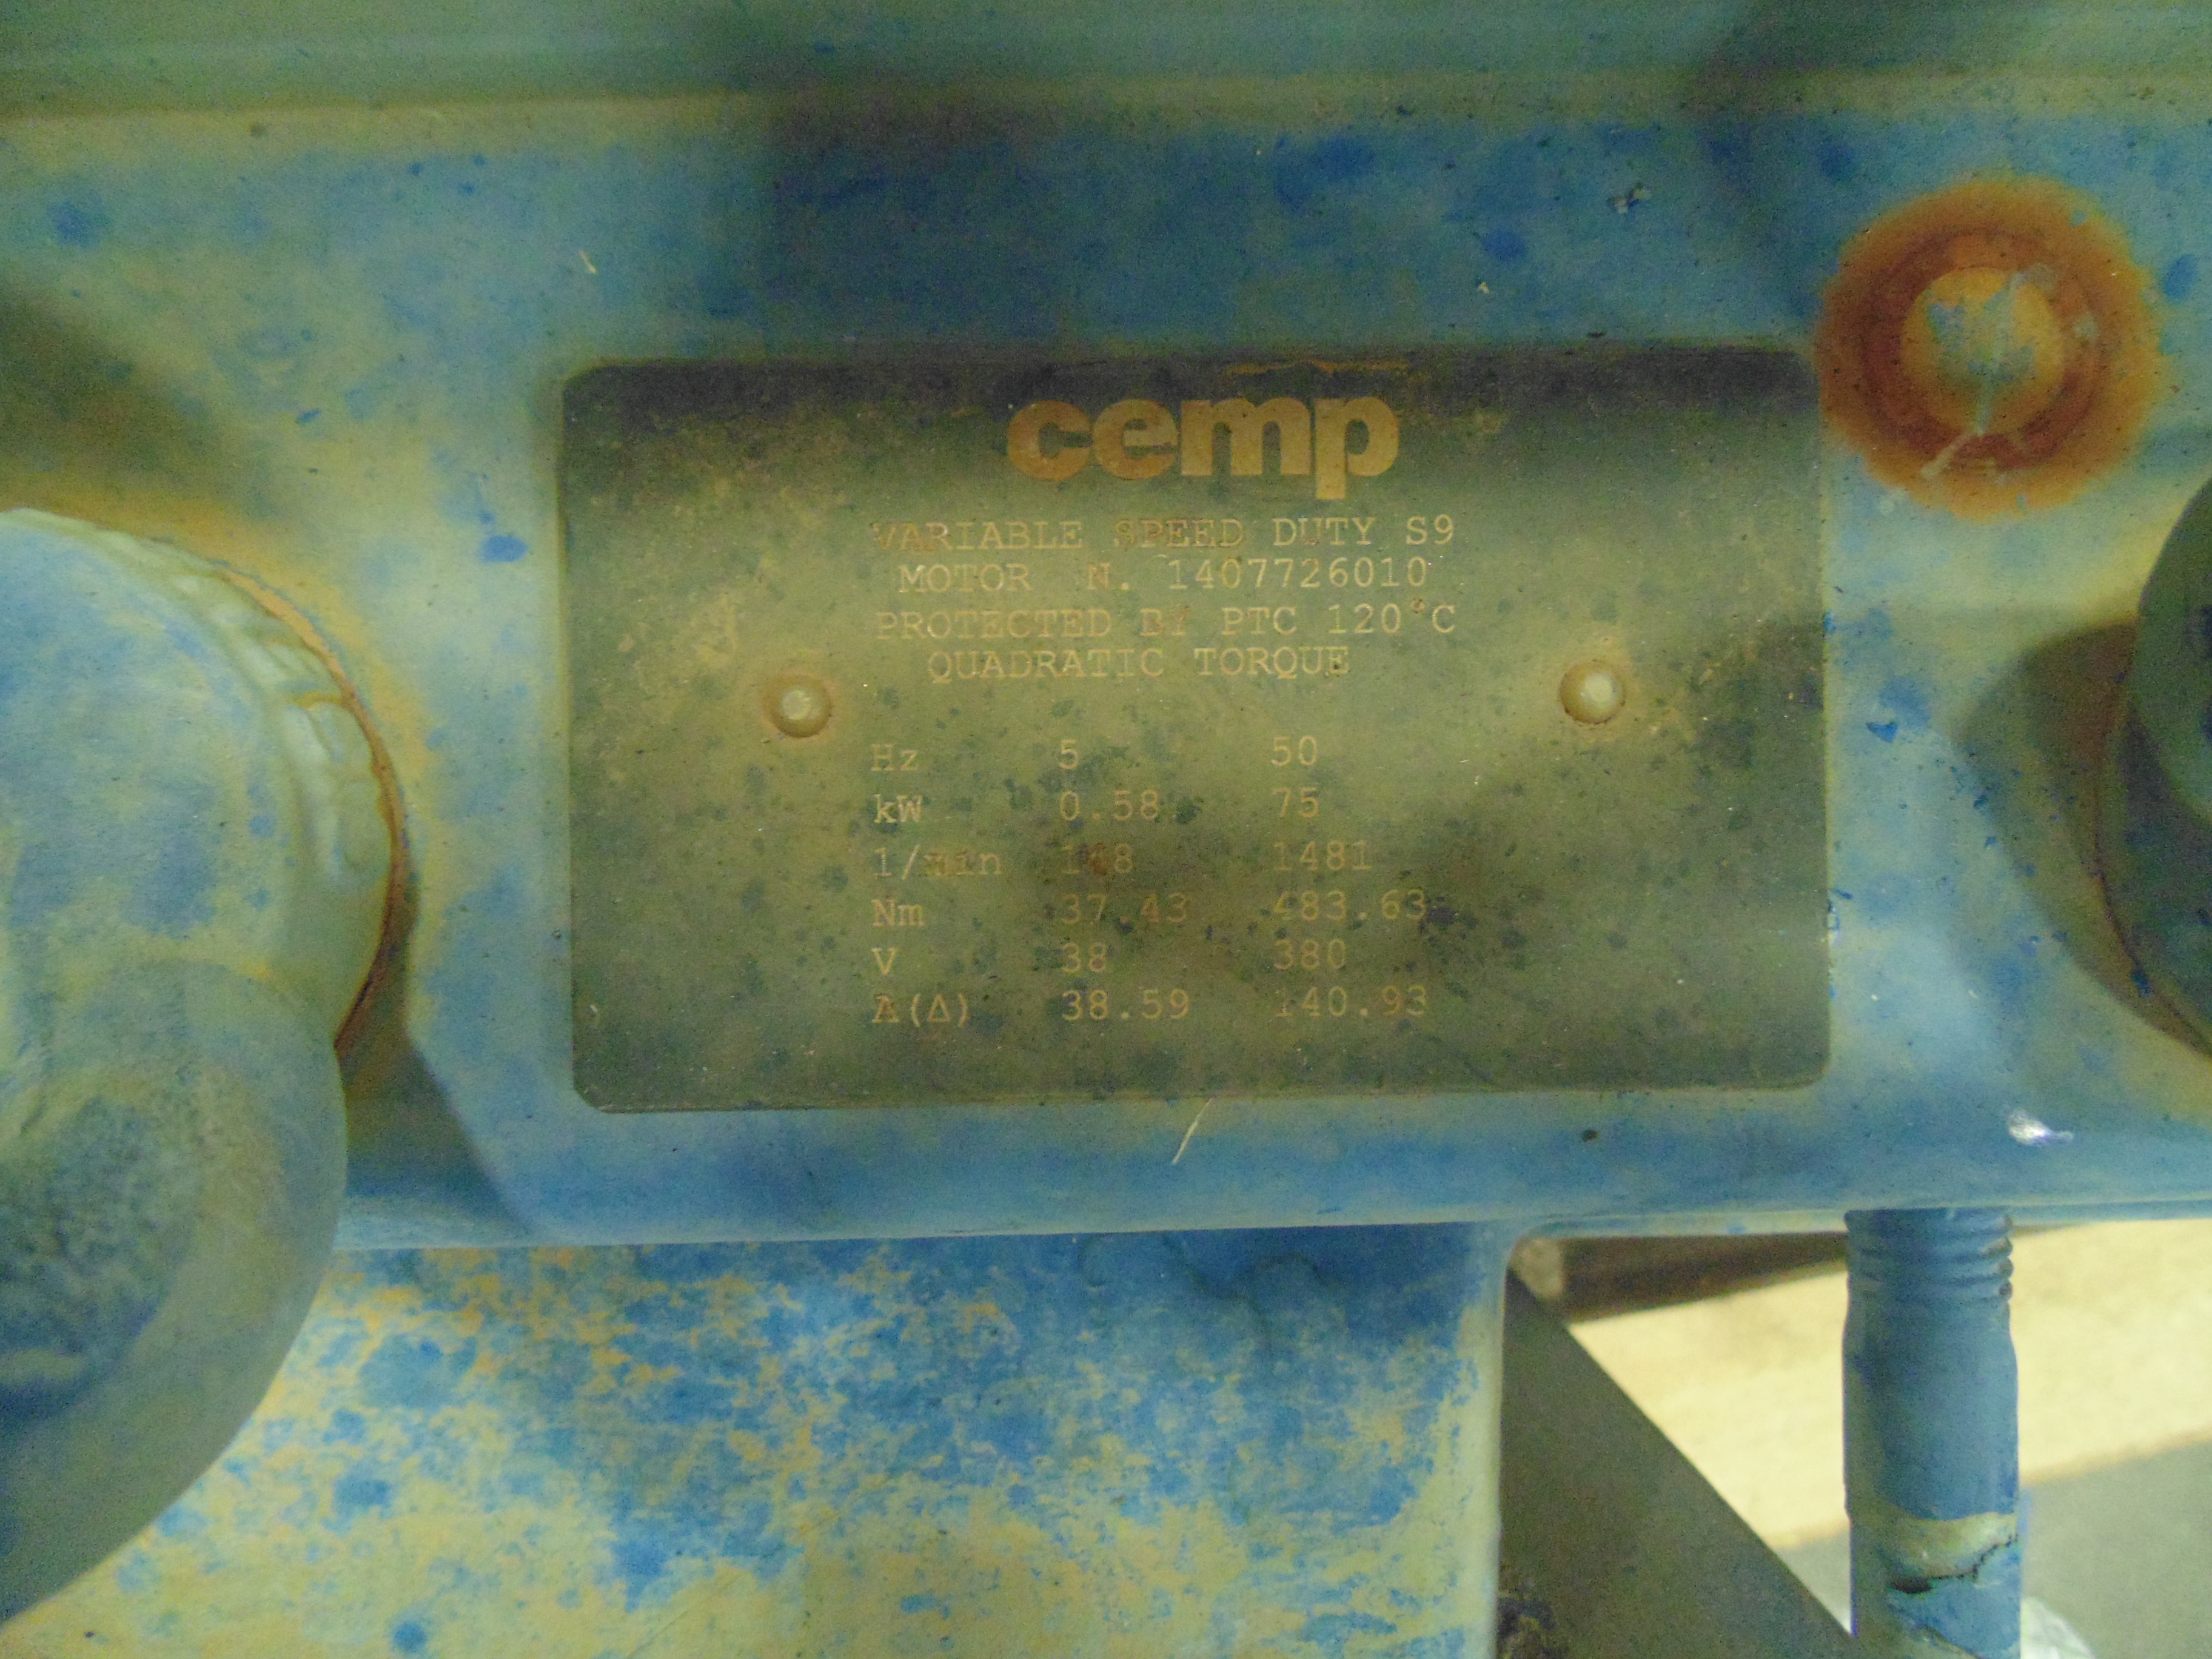 cemp
VARIABLE SPEED DUTY S9
MOTOR N. 1407726010
PROTECTED BY PTC 120°C
QUADRATIC TORQUE
Hz 5 50
kW 0.58 75
1/min 148 1481
Nm 37.43 483.63
V 38 380
A(Δ) 38.59 140.93